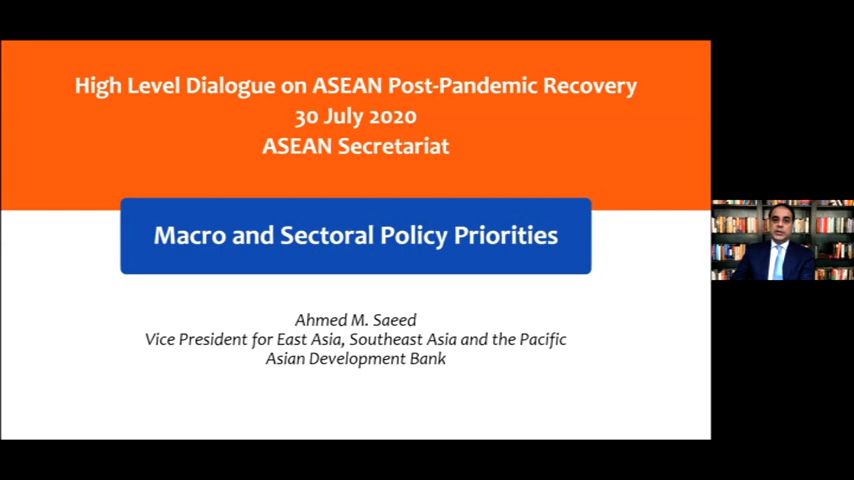 High Level Dialogue on ASEAN Post-Pandemic Recovery
30 July 2020
ASEAN Secretariat
Macro and Sectoral Policy Priorities
Ahmed M. Saeed
Vice President for East Asia, Southeast Asia and the Pacific
Asian Development Bank